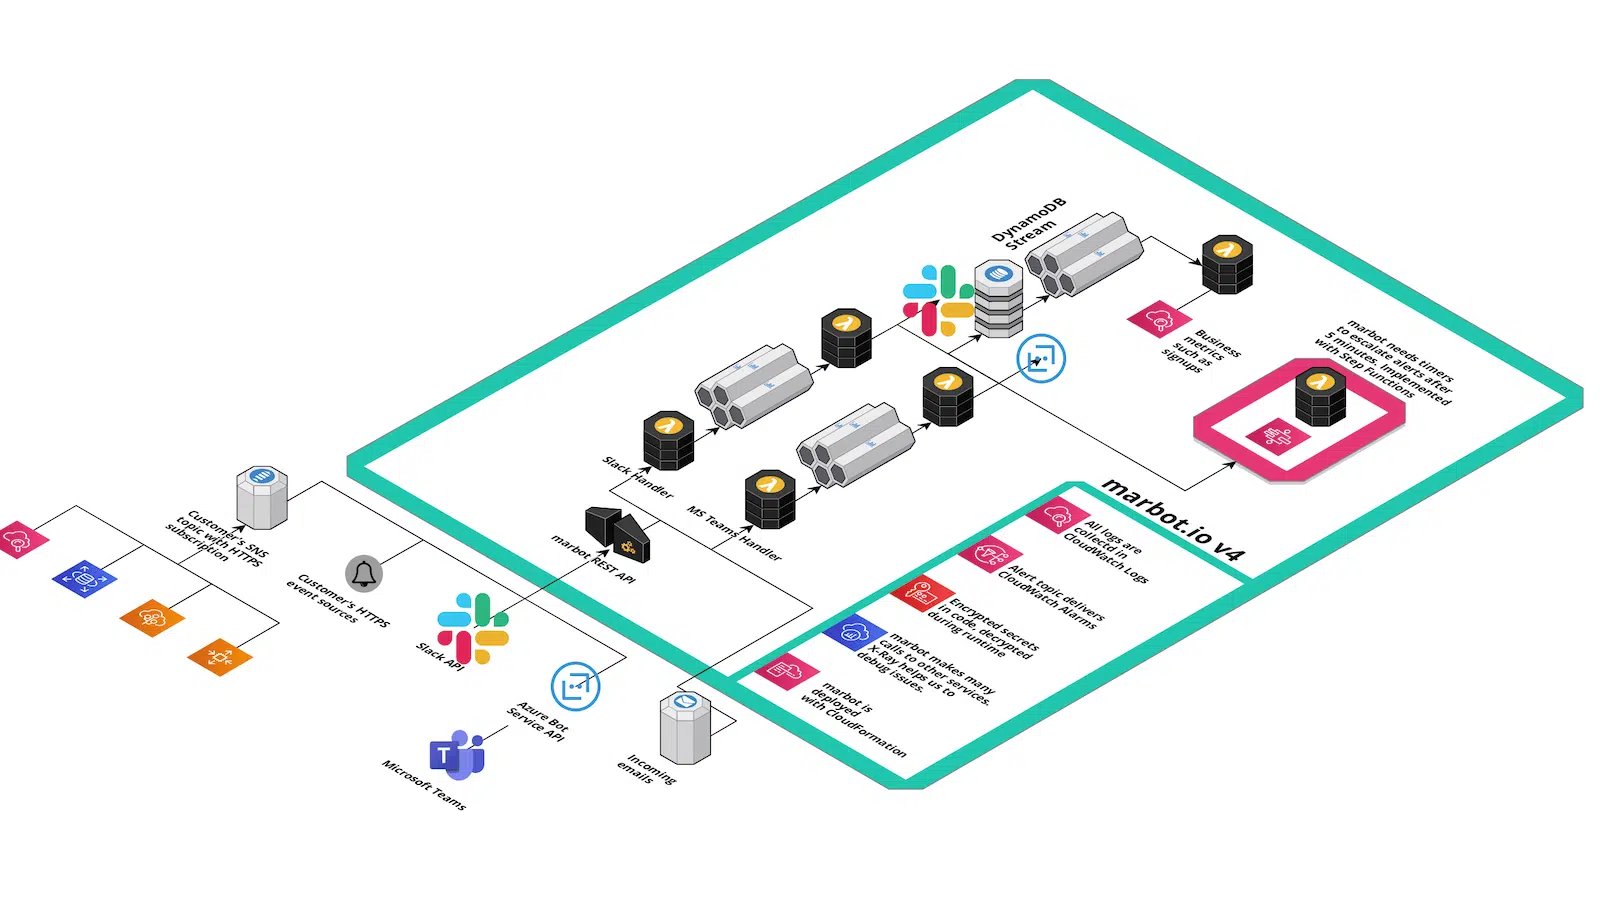 DynamoDB
Stream
Business
metrics
such as
signups
marbot needs timers
to escalate alerts after
5 minutes. Implemented
with Step Functions
Slack Handler
MS Teams Handler
marbot REST API
Customer's SNS
topic with HTTPS
subscription
Customer's HTTPS
event sources
Slack API
Azure Bot
Service API
T
Microsoft Teams
Incoming
emails
marbot.io v4
All logs are
collectd in
CloudWatch Logs
Alert topic delivers
CloudWatch Alarms
Encrypted secrets
in code, decrypted
during runtime
marbot makes many
calls to other services.
X-Ray helps us to
debug issues.
marbot is
deployed
with CloudFormation